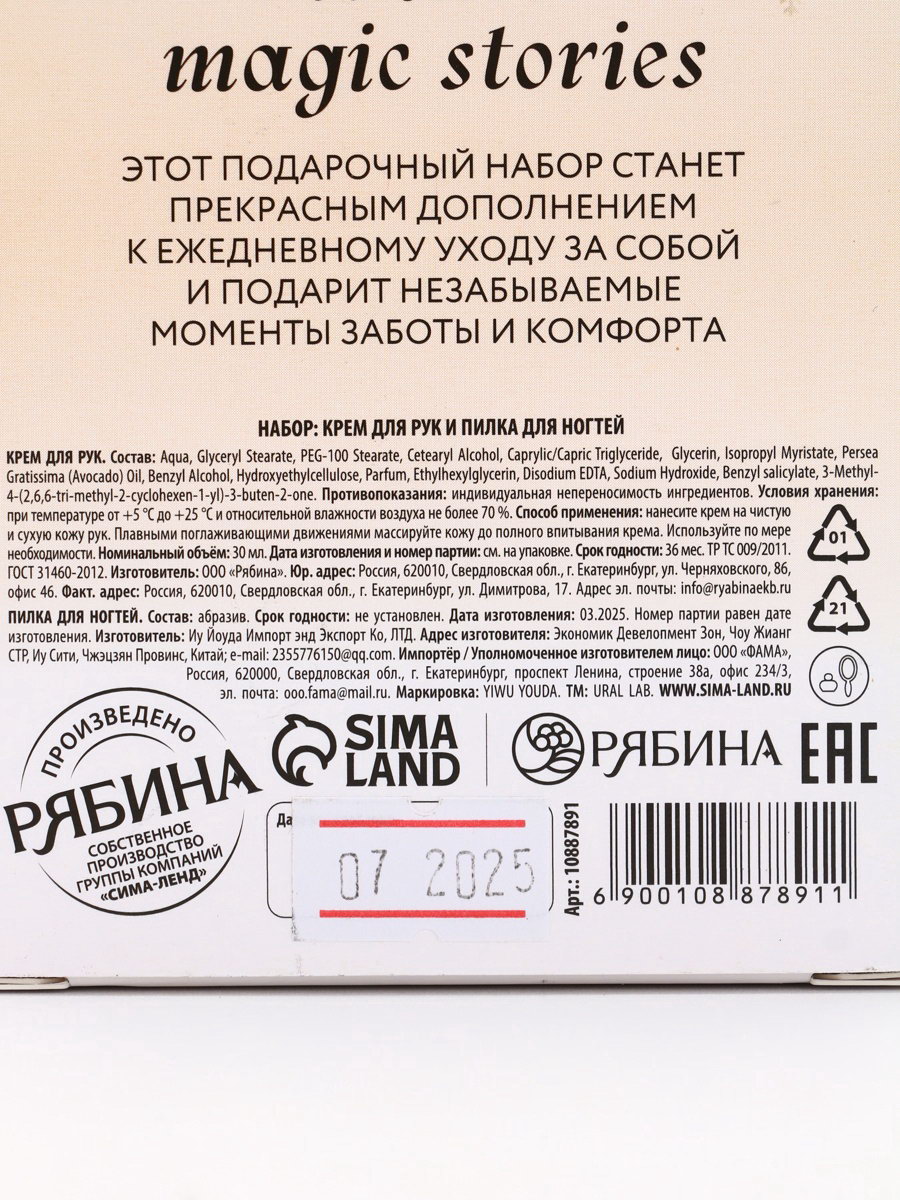 magic stories
ЭТОТ ПОДАРОЧНЫЙ НАБОР СТАНЕТ
ПРЕКРАСНЫМ ДОПОЛНЕНИЕМ
К ЕЖЕДНЕВНОМУ УХОДУ ЗА СОБОЙ
И ПОДАРИТ НЕЗАБЫВАЕМЫЕ
МОМЕНТЫ ЗАБОТЫ И КОМФОРТА
НАБОР: КРЕМ ДЛЯ РУК И ПИЛКА ДЛЯ НОГТЕЙ
КРЕМ ДЛЯ РУК. Состав: Aqua, Glyceryl Stearate, PEG-100 Stearate, Cetearyl Alcohol, Caprylic/Capric Triglyceride, Glycerin, Isopropyl Myristate, Persea
Gratissima (Avocado) Oil, Benzyl Alcohol, Hydroxyethylcellulose, Parfum, Ethylhexylglycerin, Disodium EDTA, Sodium Hydroxide, Benzyl salicylate, 3-Methyl-
4-(2,6,6-tri-methyl-2-cyclohexen-1-yl)-3-buten-2-one. Противопоказания: индивидуальная непереносимость ингредиентов. Условия хранения:
при температуре от +5 °С до +25 °С и относительной влажности воздуха не более 70 %. Способ применения: нанесите крем на чистую
и сухую кожу рук. Плавными поглаживающими движениями массируйте кожу до полного впитывания крема. Используйте по мере
необходимости. Номинальный объём: 30 мл. Дата изготовления и номер партии: см. на упаковке. Срок годности: 36 мес. ТР ТС 009/2011.
ГОСТ 31460-2012. Изготовитель: ООО «Рябина». Юр. адрес: Россия, 620010, Свердловская обл., г. Екатеринбург, ул. Черняховского, 86,
офис 46. Факт. адрес: Россия, 620010, Свердловская обл., г. Екатеринбург, ул. Димитрова, 17. Адрес эл. почты: info@ryabinaekb.ru
ПИЛКА ДЛЯ НОГТЕЙ. Состав: абразив. Срок годности: не установлен. Дата изготовления: 03.2025. Номер партии равен дате
изготовления. Изготовитель: Иу Йоуда Импорт энд Экспорт Ко, ЛТД. Адрес изготовителя: Экономик Девелопмент Зон, Чоу Жианг
СТР, Иу Сити, Чжэцзян Провинс, Китай; e-mail: 2355776150@qq.com. Импортёр / Уполномоченное изготовителем лицо: ООО «ФАМА»,
Россия, 620000, Свердловская обл., г. Екатеринбург, проспект Ленина, строение 38а, офис 234/3,
эл. почта: ooo.fama@mail.ru. Маркировка: YIWU YOUDA. ТМ: URAL LAB. WWW.SIMA-LAND.RU
01
21
ПРОИЗВЕДЕНО
РЯБИНА
СОБСТВЕННОЕ
ПРОИЗВОДСТВО
ГРУППЫ КОМПАНИЙ
«СИМА-ЛЕНД»
SIMA
LAND
РЯБИНА
EAC
Да
07 2025
Арт.: 10887891
6 900108 878911